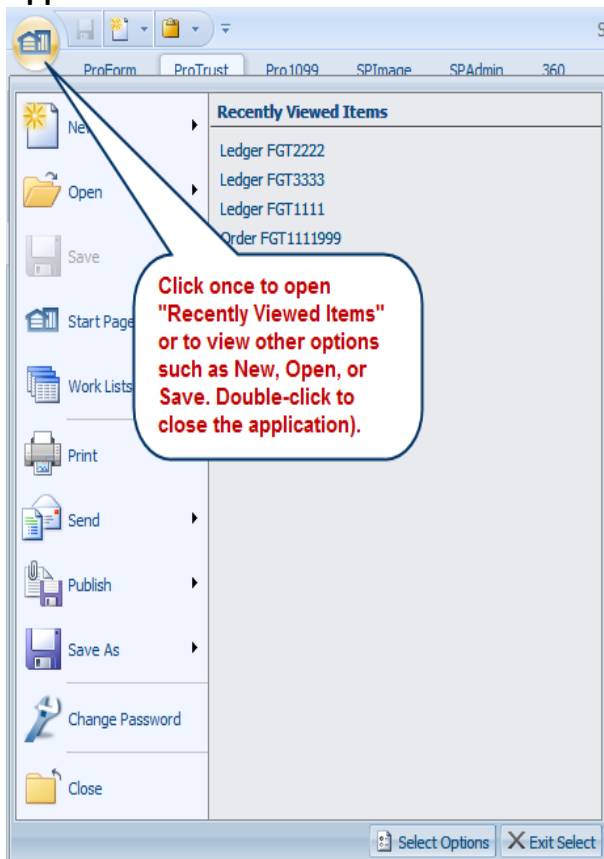 ProForm ProTrust Pro1099 SPImage SPAdmin 360
Recently Viewed Items
New
Ledger FGT2222
Ledger FGT3333
Open
Ledger FGT1111
Order FGT1111999
Save
Click once to open
"Recently Viewed Items"
or to view other options
such as New, Open, or
Save. Double-click to
close the application).
Start Page
Work Lists
Print
Send
Publish
Save As
Change Password
Close
Select Options Exit Select